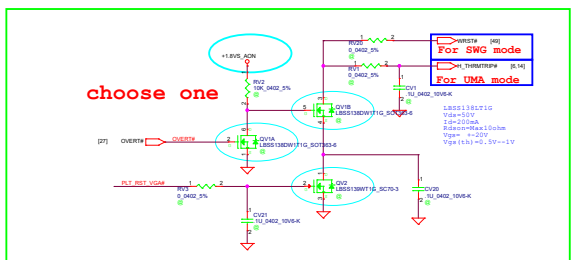 RV20
0_0402_5%
WRST# [49]
For SWG mode
RV1
0_0402_5%
H_THRMTRIP# [6,14]
For UMA mode
+1.8VS_AON
RV2
10K_0402_5%
@
choose one
CV1
.1U_0402_10V6-K
@
QV1B
LBSS138DW1T1G_SOT363-6
@
LBSS138LT1G
Vds=50V
Id=200mA
Rdson=Max10ohm
Vgs= +-20V
Vgs(th)=0.5V--1V
[27] OVERT#
OVERT#
QV1A
LBSS138DW1T1G_SOT363-6
@
PLT_RST_VGA#
RV3
0_0402_5%
QV2
LBSS139WT1G_SC70-3
@
CV21
.1U_0402_10V6-K
@
CV20
.1U_0402_10V6-K
@